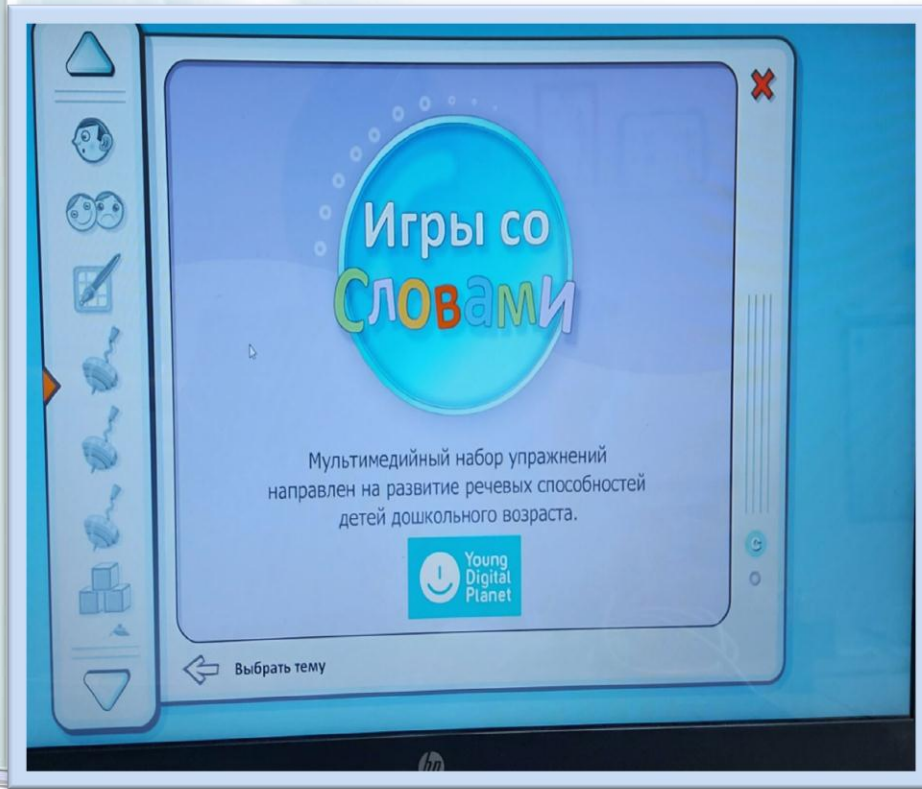 Игры со
Словами
Мультимедийный набор упражнений
направлен на развитие речевых способностей
детей дошкольного возраста.
Young
Digital
Planet
Выбрать тему
hp